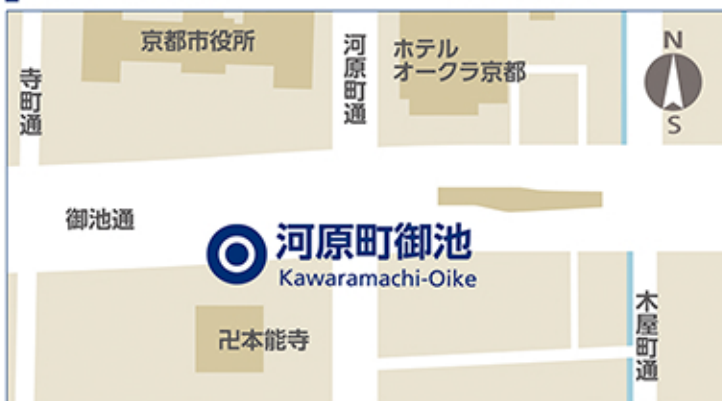 京都市役所
寺町通
河原町通
ホテル
オークラ京都
N
S
御池通
河原町御池
Kawaramachi-Oike
卍本能寺
木屋町通